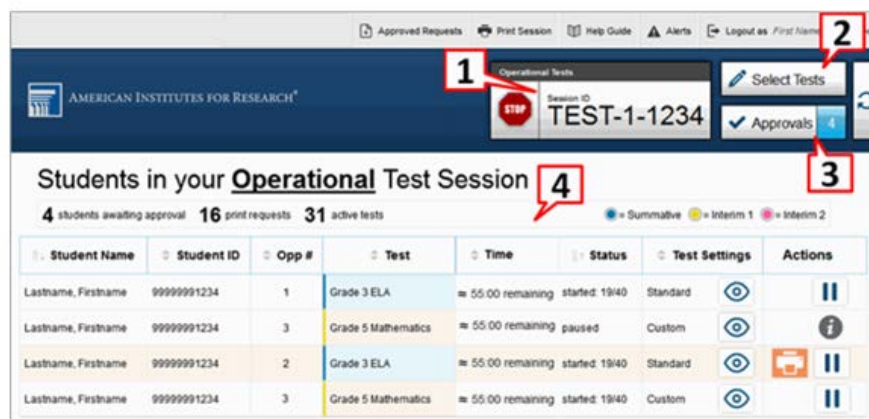 Approved Requests Print Session Help Guide Alerts Logout as First Name
1
2
Operational Tests
Session ID
STOP
TEST-1-1234
Select Tests
Approvals 4
3
AMERICAN INSTITUTES FOR RESEARCH®
Students in your Operational Test Session
4
4 students awaiting approval 16 print requests 31 active tests
= Summative = Interim 1 = Interim 2
Student Name Student ID Opp # Test Time Status Test Settings Actions
Lastname, Firstname 99999991234 1 Grade 3 ELA ≈ 55:00 remaining started: 19/40 Standard
Lastname, Firstname 99999991234 3 Grade 5 Mathematics ≈ 55:00 remaining paused Custom
Lastname, Firstname 99999991234 2 Grade 3 ELA ≈ 55:00 remaining started: 19/40 Standard
Lastname, Firstname 99999991234 3 Grade 5 Mathematics ≈ 55:00 remaining started: 19/40 Custom